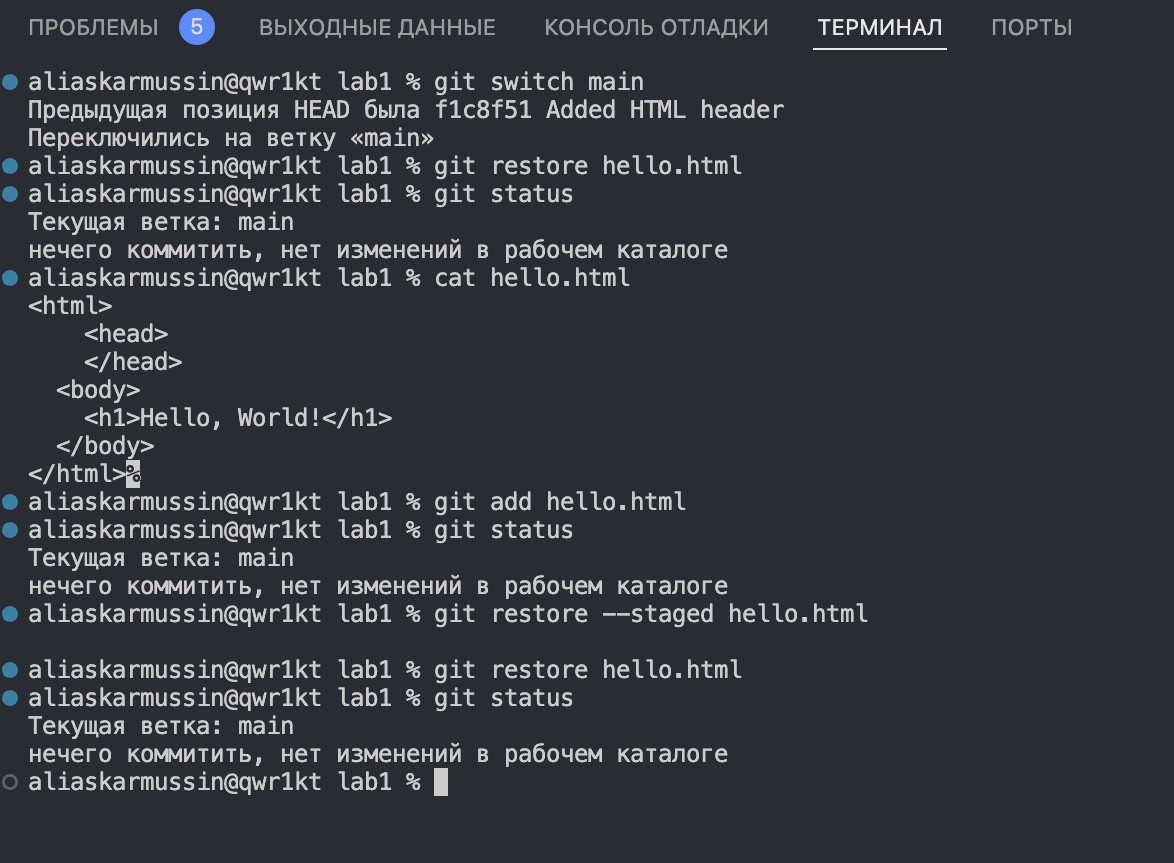 ПРОБЛЕМЫ 5 ВЫХОДНЫЕ ДАННЫЕ КОНСОЛЬ ОТЛАДКИ ТЕРМИНАЛ ПОРТЫ
aliaskarmussin@qwr1kt lab1 % git switch main
Предыдущая позиция HEAD была f1c8f51 Added HTML header
Переключились на ветку «main»
aliaskarmussin@qwr1kt lab1 % git restore hello.html
aliaskarmussin@qwr1kt lab1 % git status
Текущая ветка: main
нечего коммитить, нет изменений в рабочем каталоге
aliaskarmussin@qwr1kt lab1 % cat hello.html
<html>
    <head>
    </head>
  <body>
    <h1>Hello, World!</h1>
  </body>
</html>%
aliaskarmussin@qwr1kt lab1 % git add hello.html
aliaskarmussin@qwr1kt lab1 % git status
Текущая ветка: main
нечего коммитить, нет изменений в рабочем каталоге
aliaskarmussin@qwr1kt lab1 % git restore --staged hello.html
aliaskarmussin@qwr1kt lab1 % git restore hello.html
aliaskarmussin@qwr1kt lab1 % git status
Текущая ветка: main
нечего коммитить, нет изменений в рабочем каталоге
aliaskarmussin@qwr1kt lab1 %